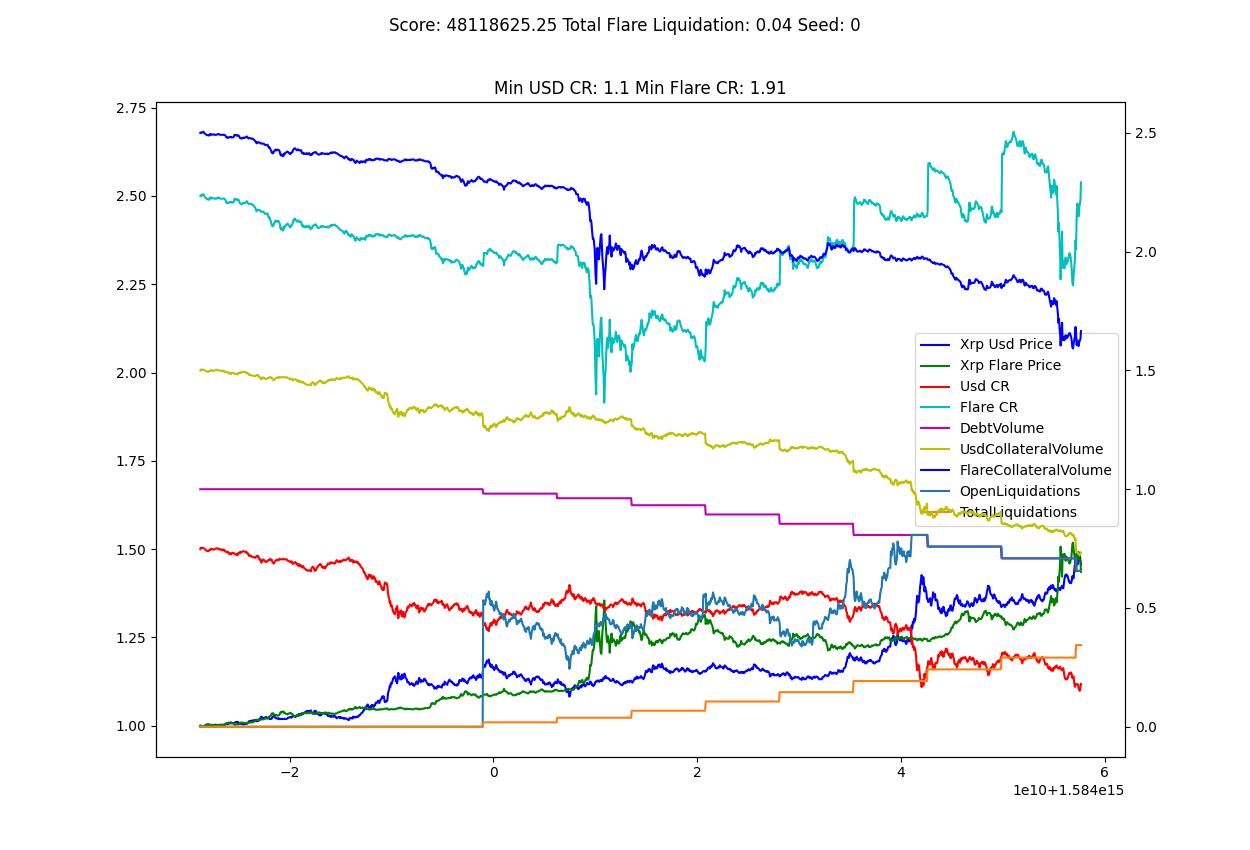 Score: 48118625.25 Total Flare Liquidation: 0.04 Seed: 0
Min USD CR: 1.1 Min Flare CR: 1.91
2.75
2.50
2.25
2.00
1.75
1.50
1.25
1.00
2.5
2.0
1.5
1.0
0.5
0.0
Xrp Usd Price
Xrp Flare Price
Usd CR
Flare CR
DebtVolume
UsdCollateralVolume
FlareCollateralVolume
OpenLiquidations
TotalLiquidations
−2 0 2 4 6
1e10+1.584e15